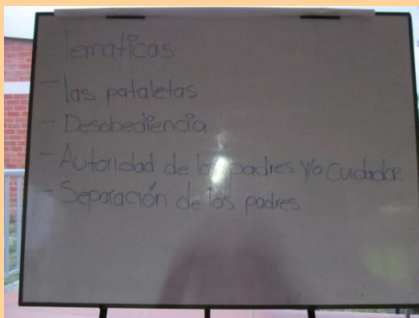 Tematicas
- las pataletas
- Desobediencia
- Autoridad de los padres y/o Cuidador
- Separación de los padres